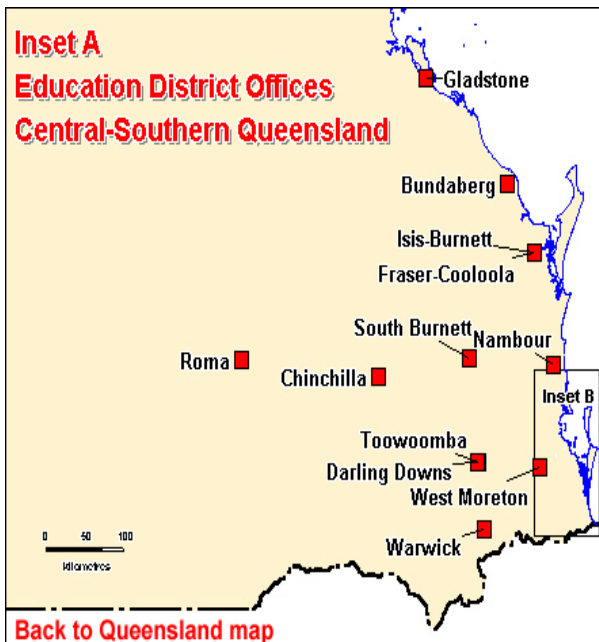 Inset A
Education District Offices
Central-Southern Queensland
Gladstone
Bundaberg
Isis-Burnett
Fraser-Cooloola
South Burnett
Nambour
Roma
Chinchilla
Inset B
Toowoomba
Darling Downs
West Moreton
Warwick
0 50 100
kilometres
Back to Queensland map